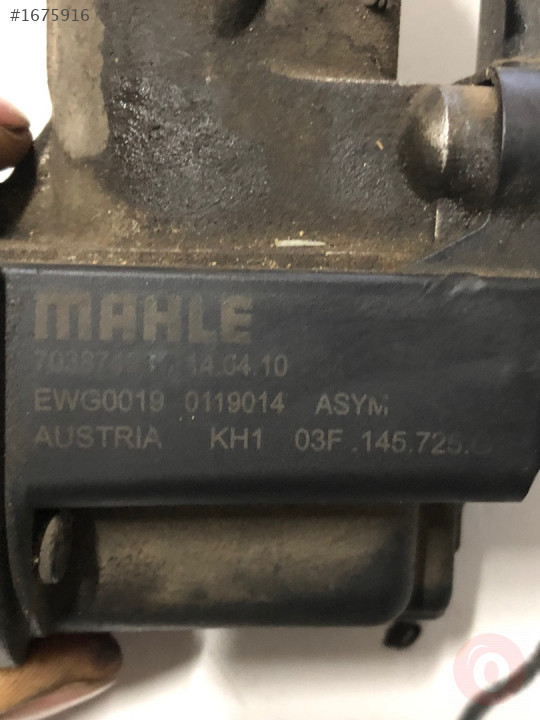 #1675916
MAHLE
14.04.10
EWG0019 0119014 ASYM
AUSTRIA KH1 03F.145.725.